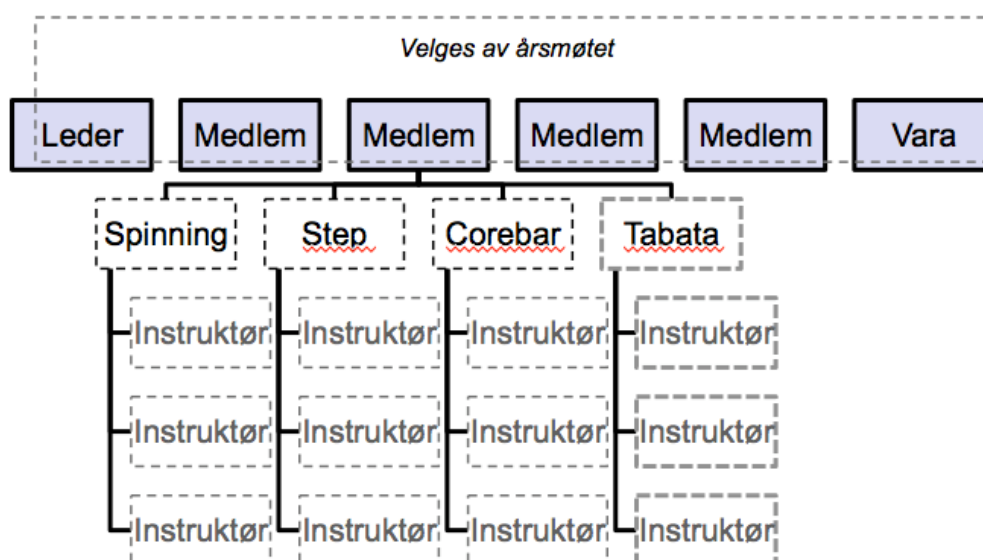 Velges av årsmøtet
Leder Medlem Medlem Medlem Medlem Vara
Spinning Step Corebar Tabata
Instruktør Instruktør Instruktør Instruktør
Instruktør Instruktør Instruktør Instruktør
Instruktør Instruktør Instruktør Instruktør